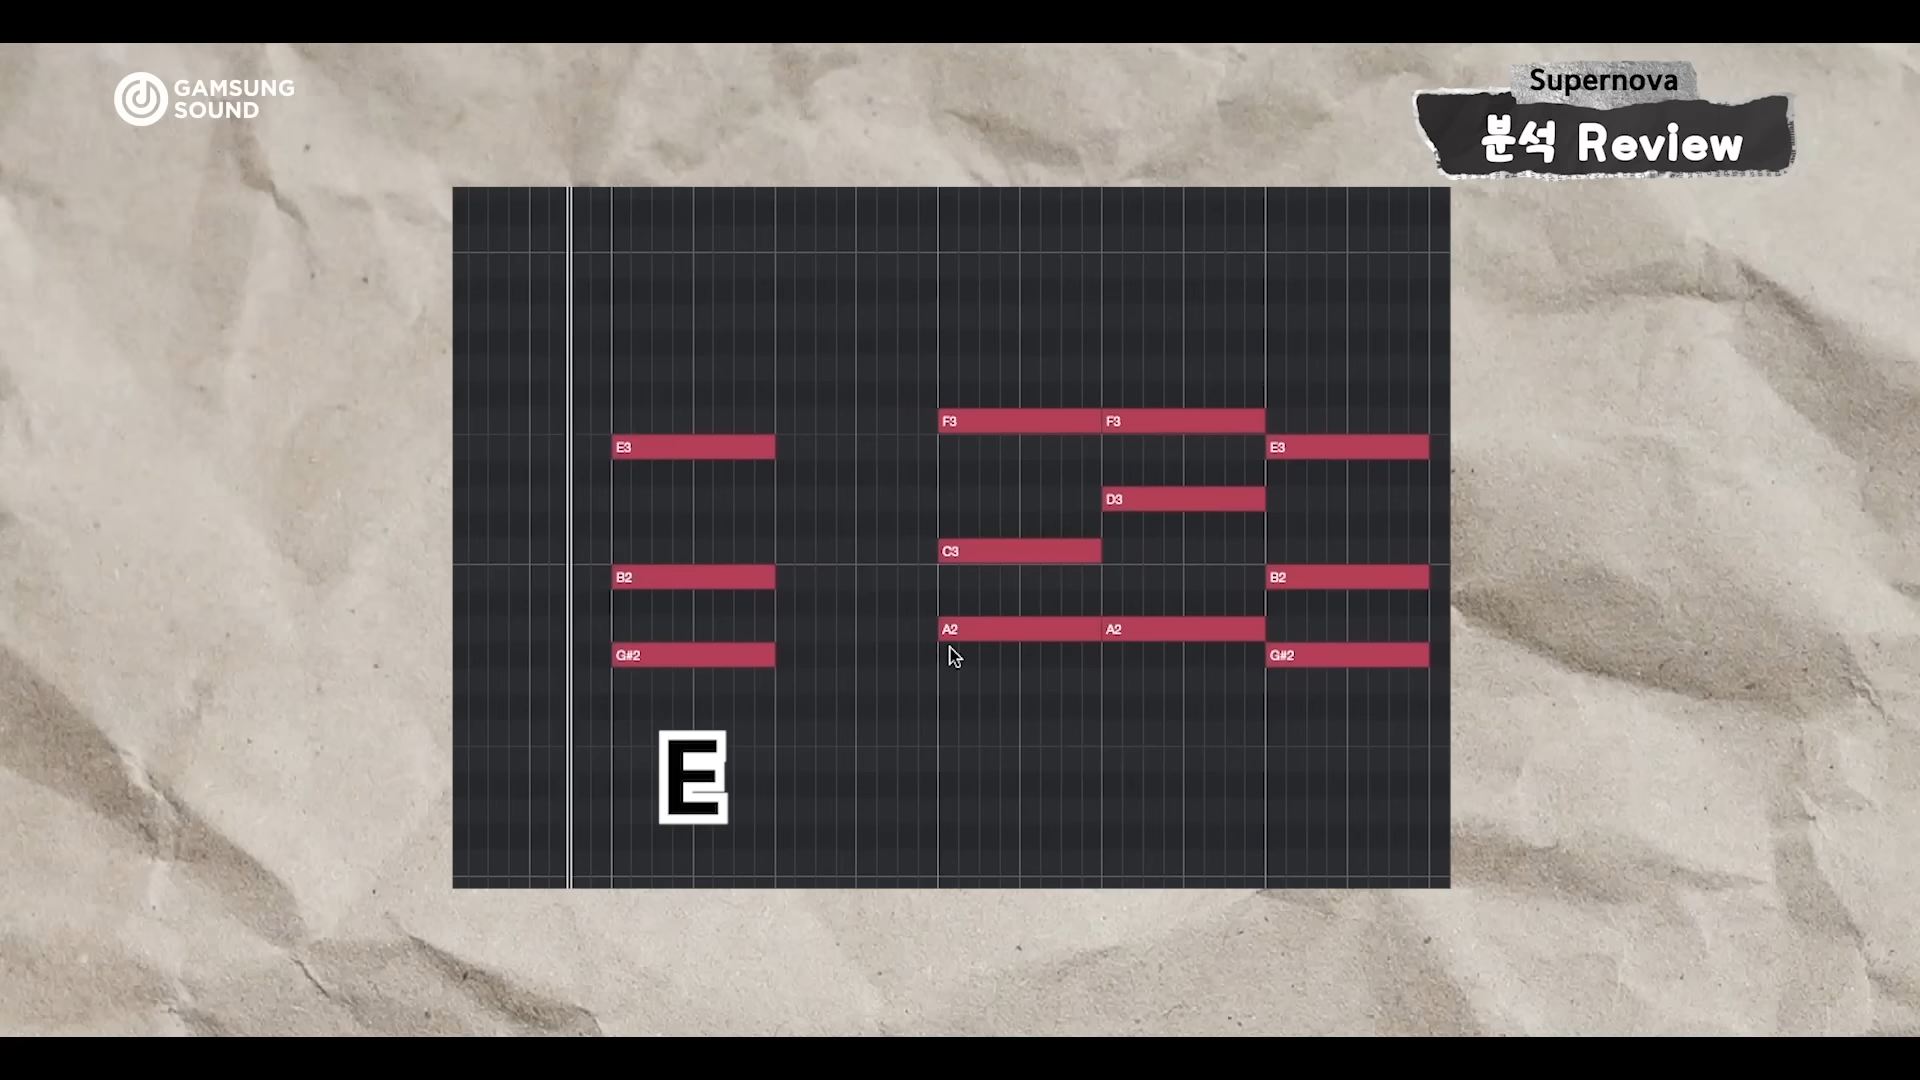 GAMSUNG
SOUND
Supernova
분석 Review
F3 F3
E3 E3
D3
C3
B2 B2
A2 A2
G#2 G#2
E